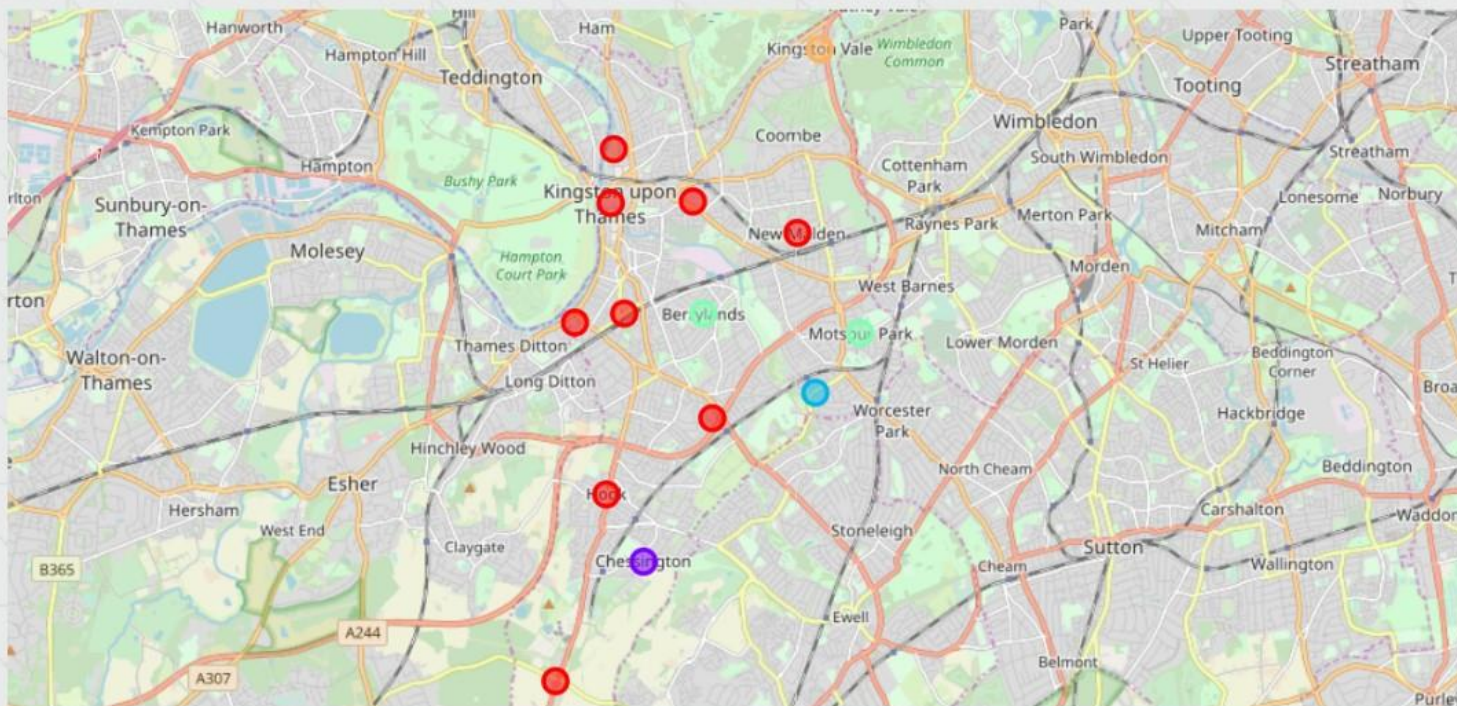 Hill
Putney Vale
Hanworth
Ham
Park
Upper Tooting
Hampton Hill
Kingston Vale
Wimbledon
Common
Streatham
Teddington
Tooting
Kempton Park
Coombe
Wimbledon
Hampton
South Wimbledon
Streatham
Cottenham
Park
Bushy Park
Kingston upon
Thames
Lonesome
Norbury
Sunbury-on-
Thames
Merton Park
Raynes Park
New Malden
Mitcham
Molesey
Hampton
Court Park
Morden
West Barnes
Berrylands
Motspur Park
Thames Ditton
Lower Morden
Walton-on-
Thames
St Helier
Beddington
Corner
Long Ditton
Worcester
Park
Hackbridge
Hinchley Wood
North Cheam
Beddington
Esher
Hook
Hersham
Carshalton
West End
Stoneleigh
Claygate
Sutton
Chessington
Cheam
Wallington
B365
Ewell
A244
Belmont
A307